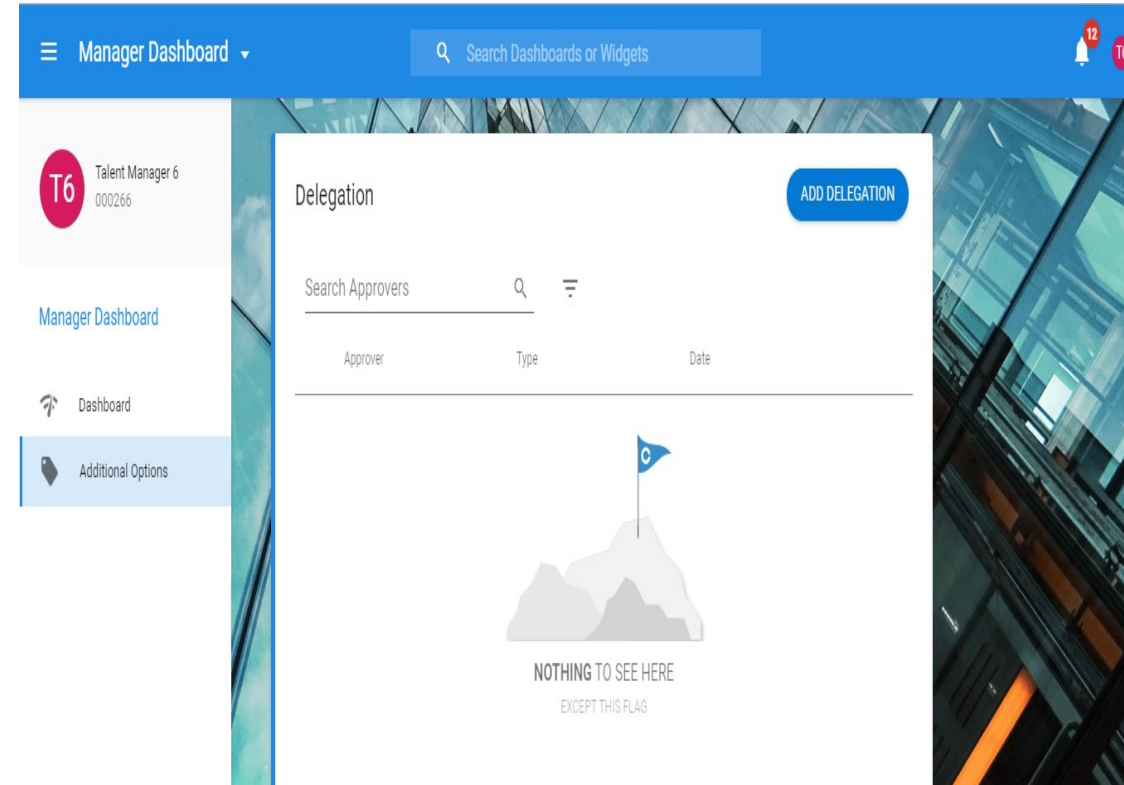 Manager Dashboard
Search Dashboards or Widgets
12
T6
Talent Manager 6
000266
Manager Dashboard
Dashboard
Additional Options
Delegation
ADD DELEGATION
Search Approvers
Approver Type Date
C
NOTHING TO SEE HERE
EXCEPT THIS FLAG